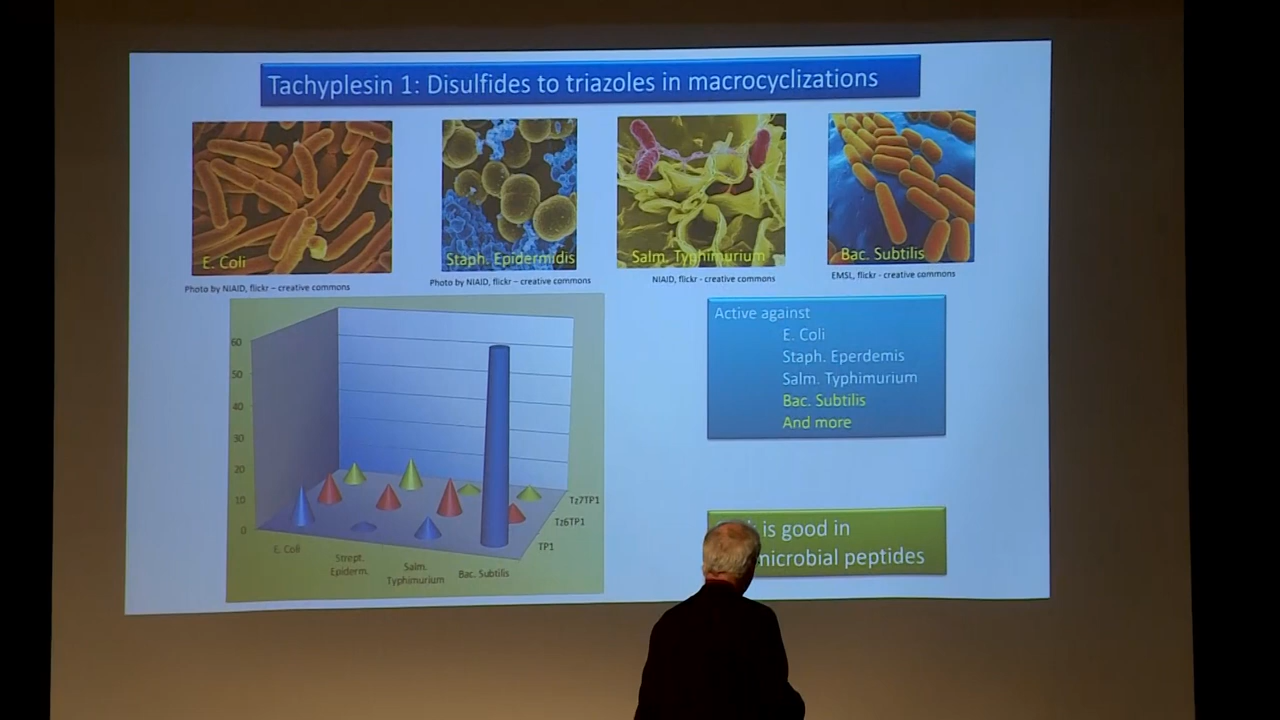 Tachyplesin 1: Disulfides to triazoles in macrocyclizations
E. Coli
Staph. Epidermidis
Salm. Typhimurium
Bac. Subtilis
Photo by NIAID, flickr – creative commons
Photo by NIAID, flickr – creative commons
NIAID, flickr - creative commons
EMSL, flickr - creative commons
60
50
40
30
20
10
0
E. Coli
Strept.
Epiderm.
Salm.
Typhimurium
Bac. Subtilis
TP1
Tz6TP1
Tz7TP1
Active against
E. Coli
Staph. Eperdemis
Salm. Typhimurium
Bac. Subtilis
And more
is good in
peptides